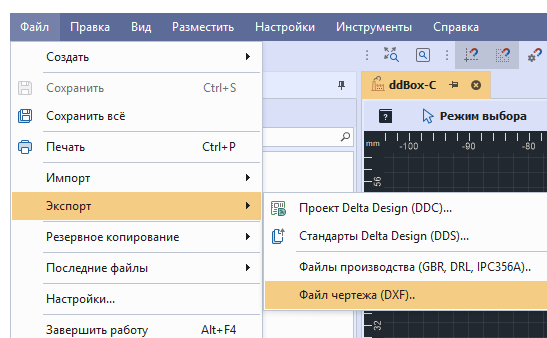 Файл Правка Вид Разместить Настройки Инструменты Справка
Создать
Сохранить Ctrl+S
ddBox-C
Сохранить всё
? Режим выбора
Печать Ctrl+P
mm -100 -90 -80
Импорт
56
Экспорт
Проект Delta Design (DDC)...
Резервное копирование
Стандарты Delta Design (DDS)...
Последние файлы
Файлы производства (GBR, DRL, IPC356A)..
Настройки...
Файл чертежа (DXF)..
Завершить работу Alt+F4
32